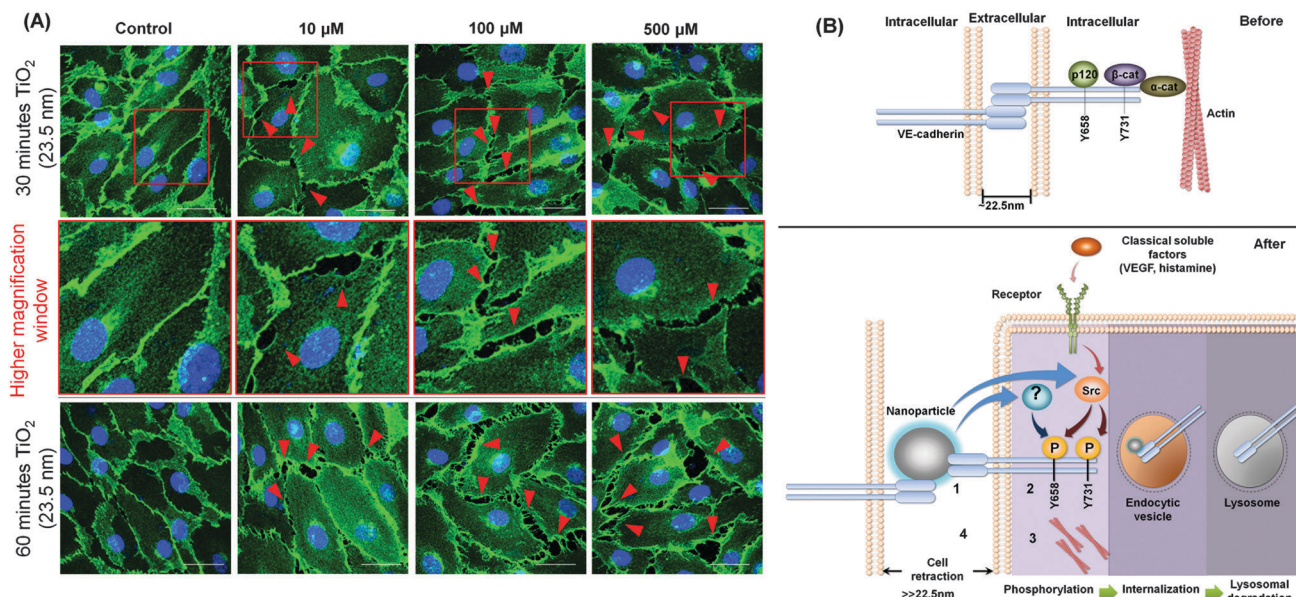 (A)
Control
10 µM
100 µM
500 µM
30 minutes TiO2
(23.5 nm)
Higher magnification
window
60 minutes TiO2
(23.5 nm)
(B)
Intracellular
Extracellular
Intracellular
Before
p120
β-cat
α-cat
VE-cadherin
Y658
Y731
Actin
~22.5nm
After
Classical soluble
factors
(VEGF, histamine)
Receptor
Nanoparticle
?
Src
P
P
1
2
Y658
Y731
3
4
Endocytic
vesicle
Lysosome
Cell
retraction
>>22.5nm
Phosphorylation
Internalization
Lysosomal
degradation